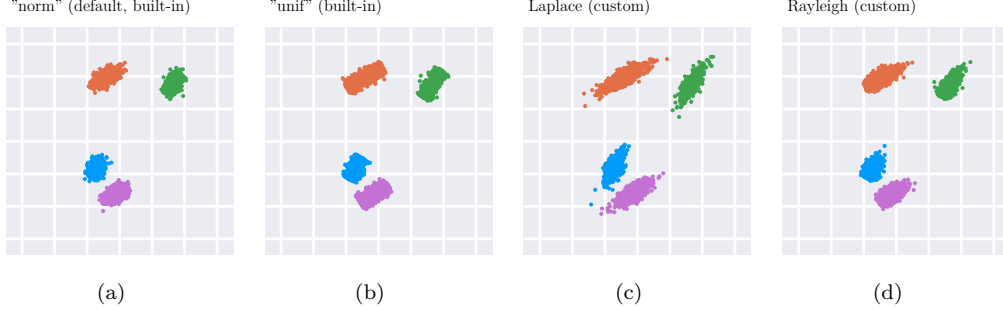 "norm" (default, built-in) "unif" (built-in) Laplace (custom) Rayleigh (custom)
(a) (b) (c) (d)